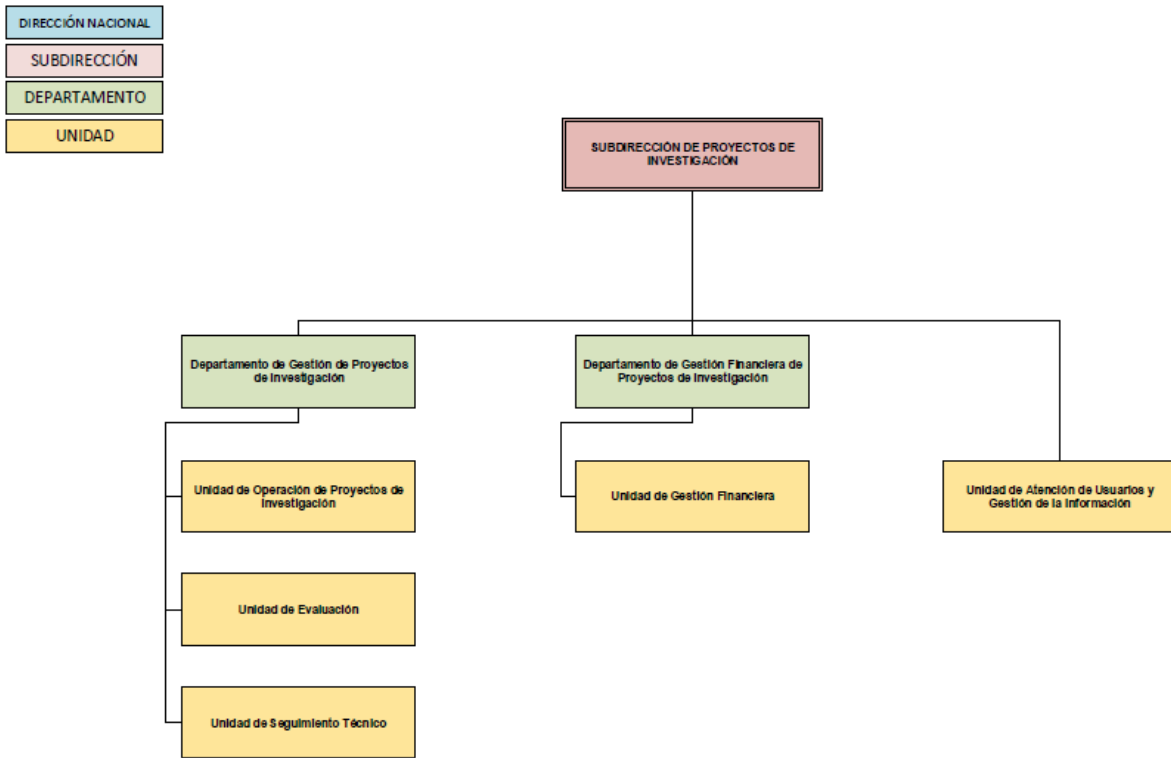 DIRECCIÓN NACIONAL
SUBDIRECCIÓN
DEPARTAMENTO
UNIDAD
SUBDIRECCIÓN DE PROYECTOS DE
INVESTIGACIÓN
Departamento de Gestión de Proyectos
de Investigación
Departamento de Gestión Financiera de
Proyectos de Investigación
Unidad de Operación de Proyectos de
Investigación
Unidad de Gestión Financiera
Unidad de Atención de Usuarios y
Gestión de la Información
Unidad de Evaluación
Unidad de Seguimiento Técnico